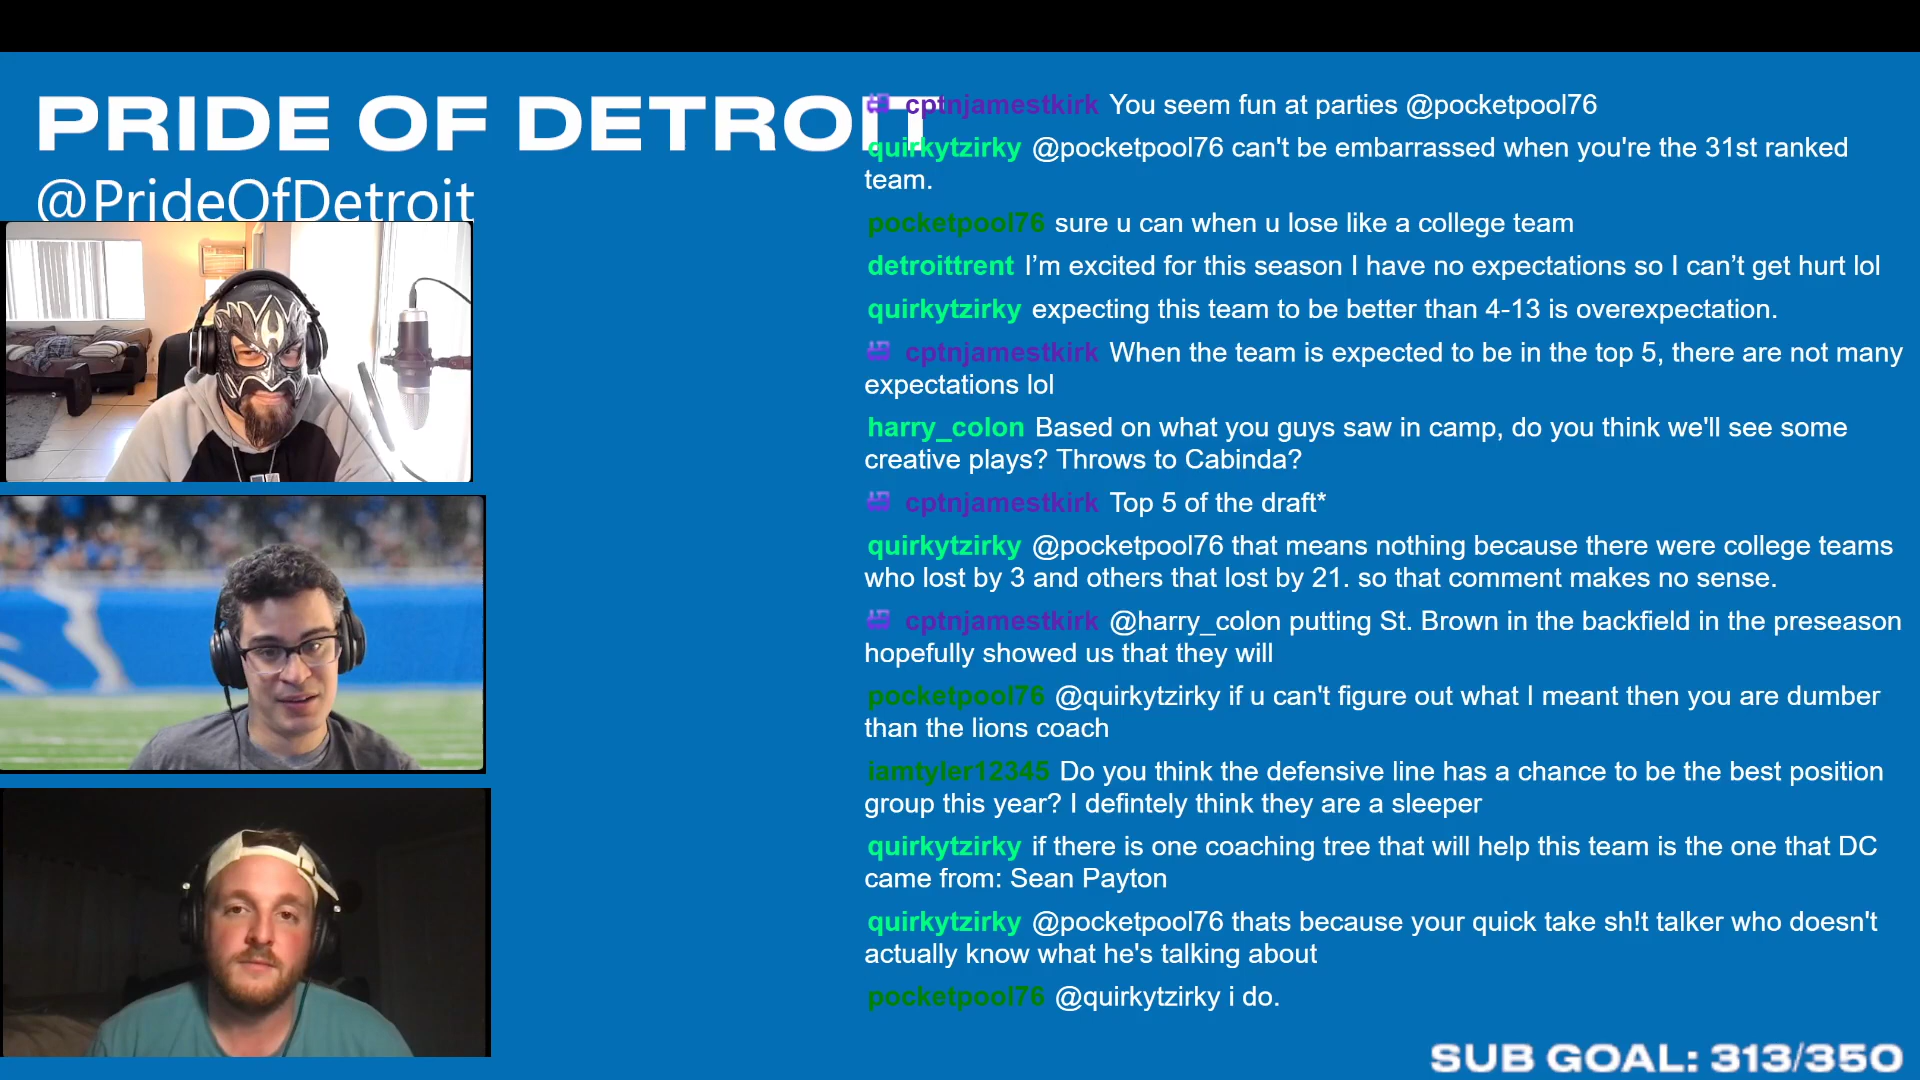 PRIDE OF DETROIT
@PrideOfDetroit
cptnjamestkirk You seem fun at parties @pocketpool76
quirkytzirky @pocketpool76 can't be embarrassed when you're the 31st ranked
team.
pocketpool76 sure u can when u lose like a college team
detroittrent I’m excited for this season I have no expectations so I can’t get hurt lol
quirkytzirky expecting this team to be better than 4-13 is overexpectation.
cptnjamestkirk When the team is expected to be in the top 5, there are not many
expectations lol
harry_colon Based on what you guys saw in camp, do you think we'll see some
creative plays? Throws to Cabinda?
cptnjamestkirk Top 5 of the draft*
quirkytzirky @pocketpool76 that means nothing because there were college teams
who lost by 3 and others that lost by 21. so that comment makes no sense.
cptnjamestkirk @harry_colon putting St. Brown in the backfield in the preseason
hopefully showed us that they will
pocketpool76 @quirkytzirky if u can't figure out what I meant then you are dumber
than the lions coach
iamtyler12345 Do you think the defensive line has a chance to be the best position
group this year? I defintely think they are a sleeper
quirkytzirky if there is one coaching tree that will help this team is the one that DC
came from: Sean Payton
quirkytzirky @pocketpool76 thats because your quick take sh!t talker who doesn't
actually know what he's talking about
pocketpool76 @quirkytzirky i do.
SUB GOAL: 313/350